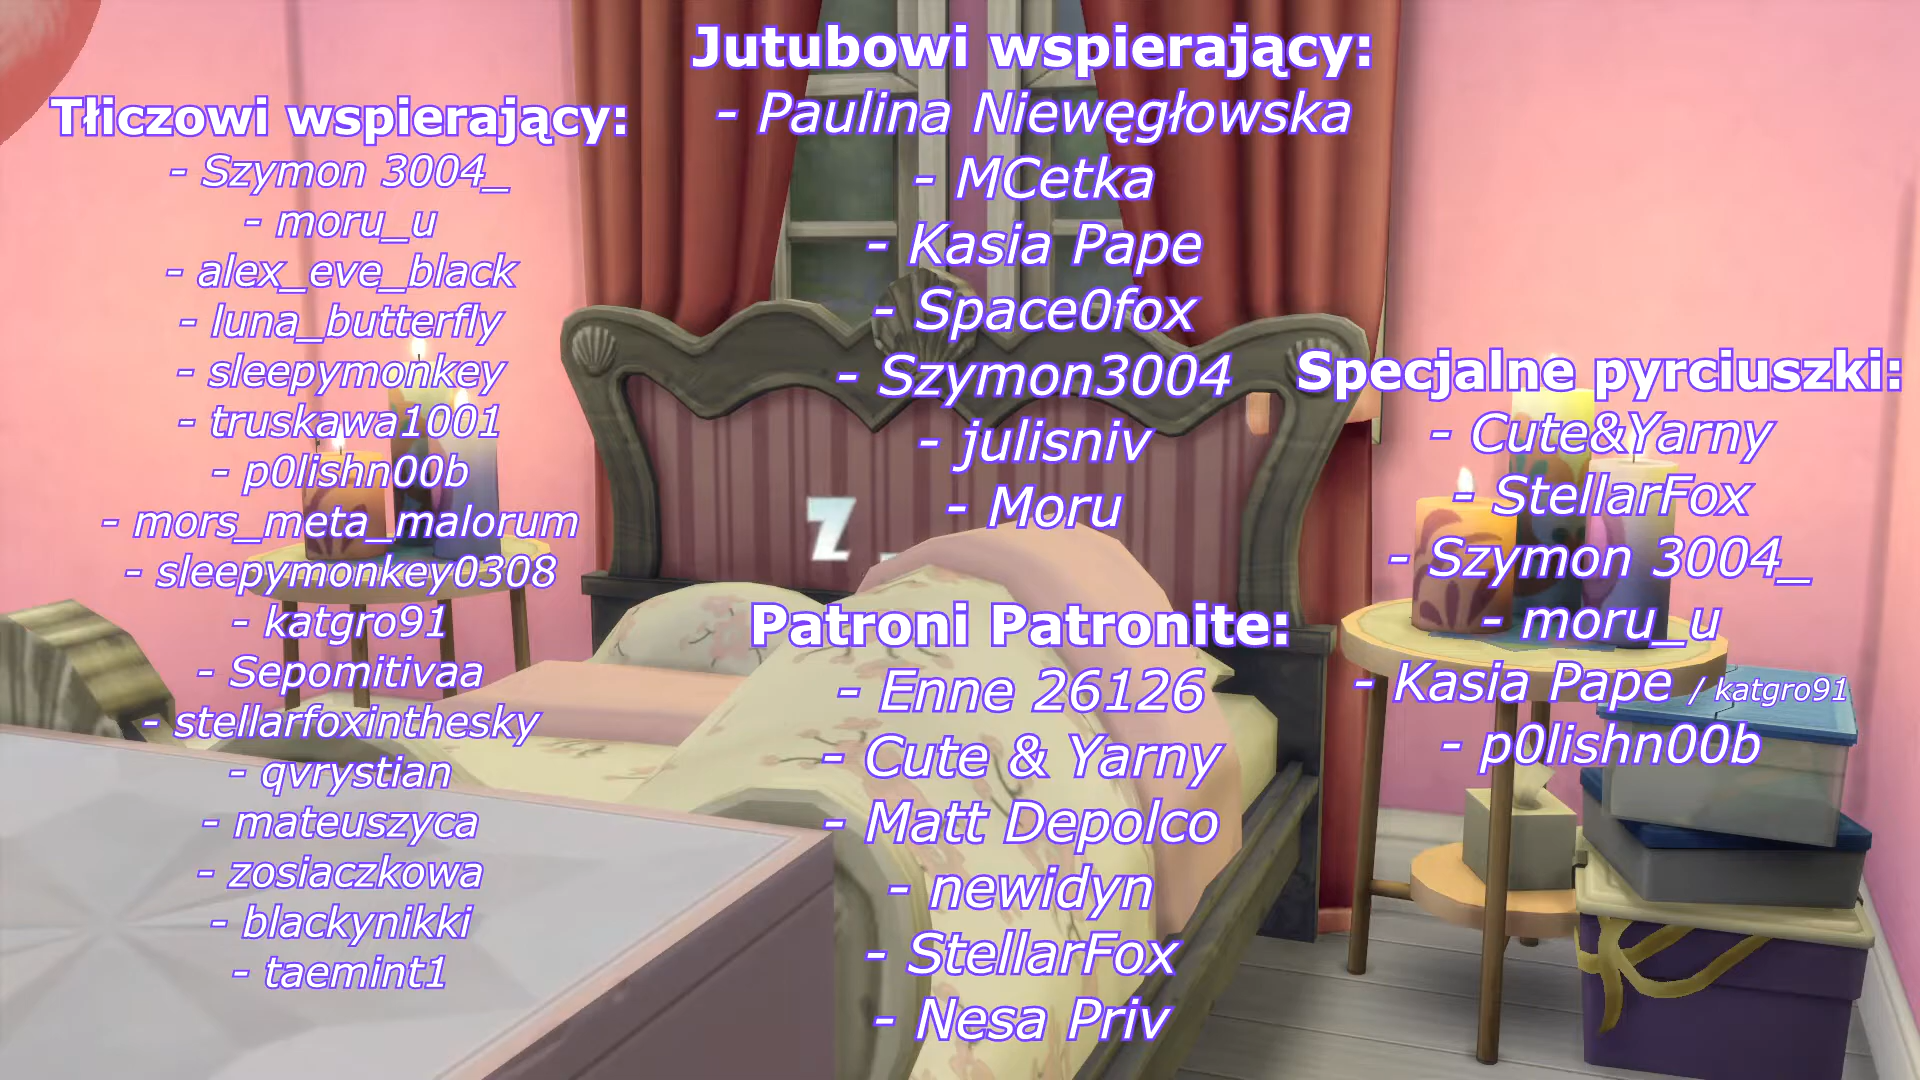 Tłiczowi wspierający:
- Szymon 3004_
- moru_u
- alex_eve_black
- luna_butterfly
- sleepymonkey
- truskawa1001
- p0lishn00b
- mors_meta_malorum
- sleepymonkey0308
- katgro91
- Sepomitivaa
- stellarfoxinthesky
- qvrystian
- mateuszyca
- zosiaczkowa
- blackynikki
- taemint1
Jutubowi wspierający:
- Paulina Niewęgłowska
- MCetka
- Kasia Pape
- Space0fox
- Szymon3004
- julisniv
- Moru
Z
Patroni Patronite:
- Enne 26126
- Cute & Yarny
- Matt Depolco
- newidyn
- StellarFox
- Nesa Priv
Specjalne pyrciuszki:
- Cute&Yarny
- StellarFox
- Szymon 3004_
- moru_u
- Kasia Pape / katgro91
- p0lishn00b